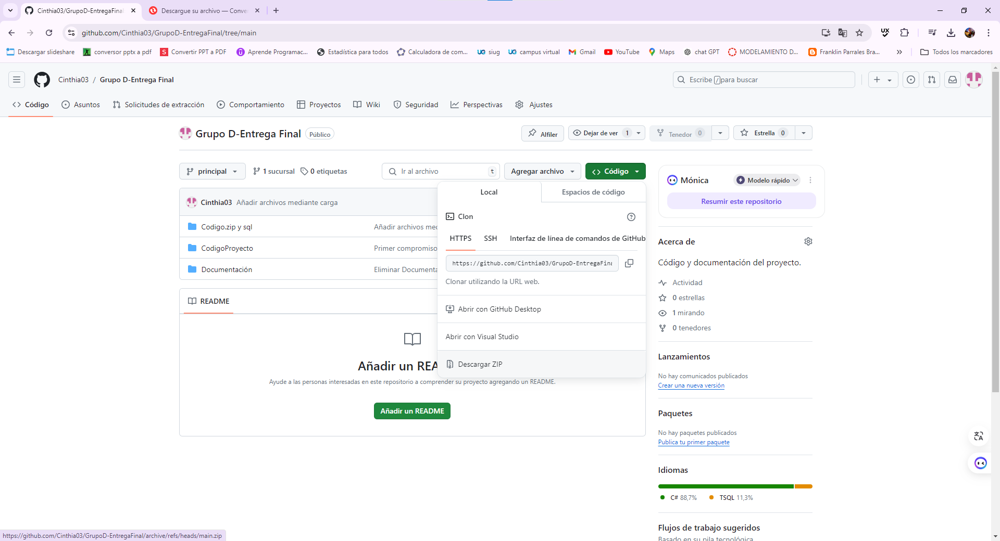 Cinthia03/GrupoD-EntregaFinal
Descargue su archivo — Conve
github.com/Cinthia03/GrupoD-EntregaFinal/tree/main
Descargar slideshare
conversor pptx a pdf
Convertir PPT a PDF
Aprende Programac...
Estadística para todos
Calculadora de com...
siug
campus virtual
Gmail
YouTube
Maps
chat GPT
MODELAMIENTO D...
Franklin Parrales Bra...
Todos los marcadores
Cinthia03 / Grupo D-Entrega Final
Escribe / para buscar
Código
Asuntos
Solicitudes de extracción
Comportamiento
Proyectos
Wiki
Seguridad
Perspectivas
Ajustes
Grupo D-Entrega Final
Público
Alfiler
Dejar de ver 1
Tenedor 0
Estrella 0
principal
1 sucursal
0 etiquetas
Ir al archivo
t
Agregar archivo
Código
Cinthia03 Añadir archivos mediante carga
Codigo.zip y sql
Añadir archivos med
CodigoProyecto
Primer compromiso
Documentación
Eliminar Documenta
README
Añadir un REA
Ayude a las personas interesadas en este repositorio a comprender su proyecto agregando un README.
Añadir un README
Local
Espacios de código
Clon
HTTPS
SSH
Interfaz de línea de comandos de GitHub
https://github.com/Cinthia03/GrupoD-EntregaFina
Clonar utilizando la URL web.
Abrir con GitHub Desktop
Abrir con Visual Studio
Descargar ZIP
Mónica
Modelo rápido
Resumir este repositorio
Acerca de
Código y documentación del proyecto.
Actividad
0 estrellas
1 mirando
0 tenedores
Lanzamientos
No hay comunicados publicados
Crear una nueva versión
Paquetes
No hay paquetes publicados
Publica tu primer paquete
Idiomas
C# 88,7%
TSQL 11,3%
Flujos de trabajo sugeridos
Basado en su pila tecnológica
https://github.com/Cinthia03/GrupoD-EntregaFinal/archive/refs/heads/main.zip